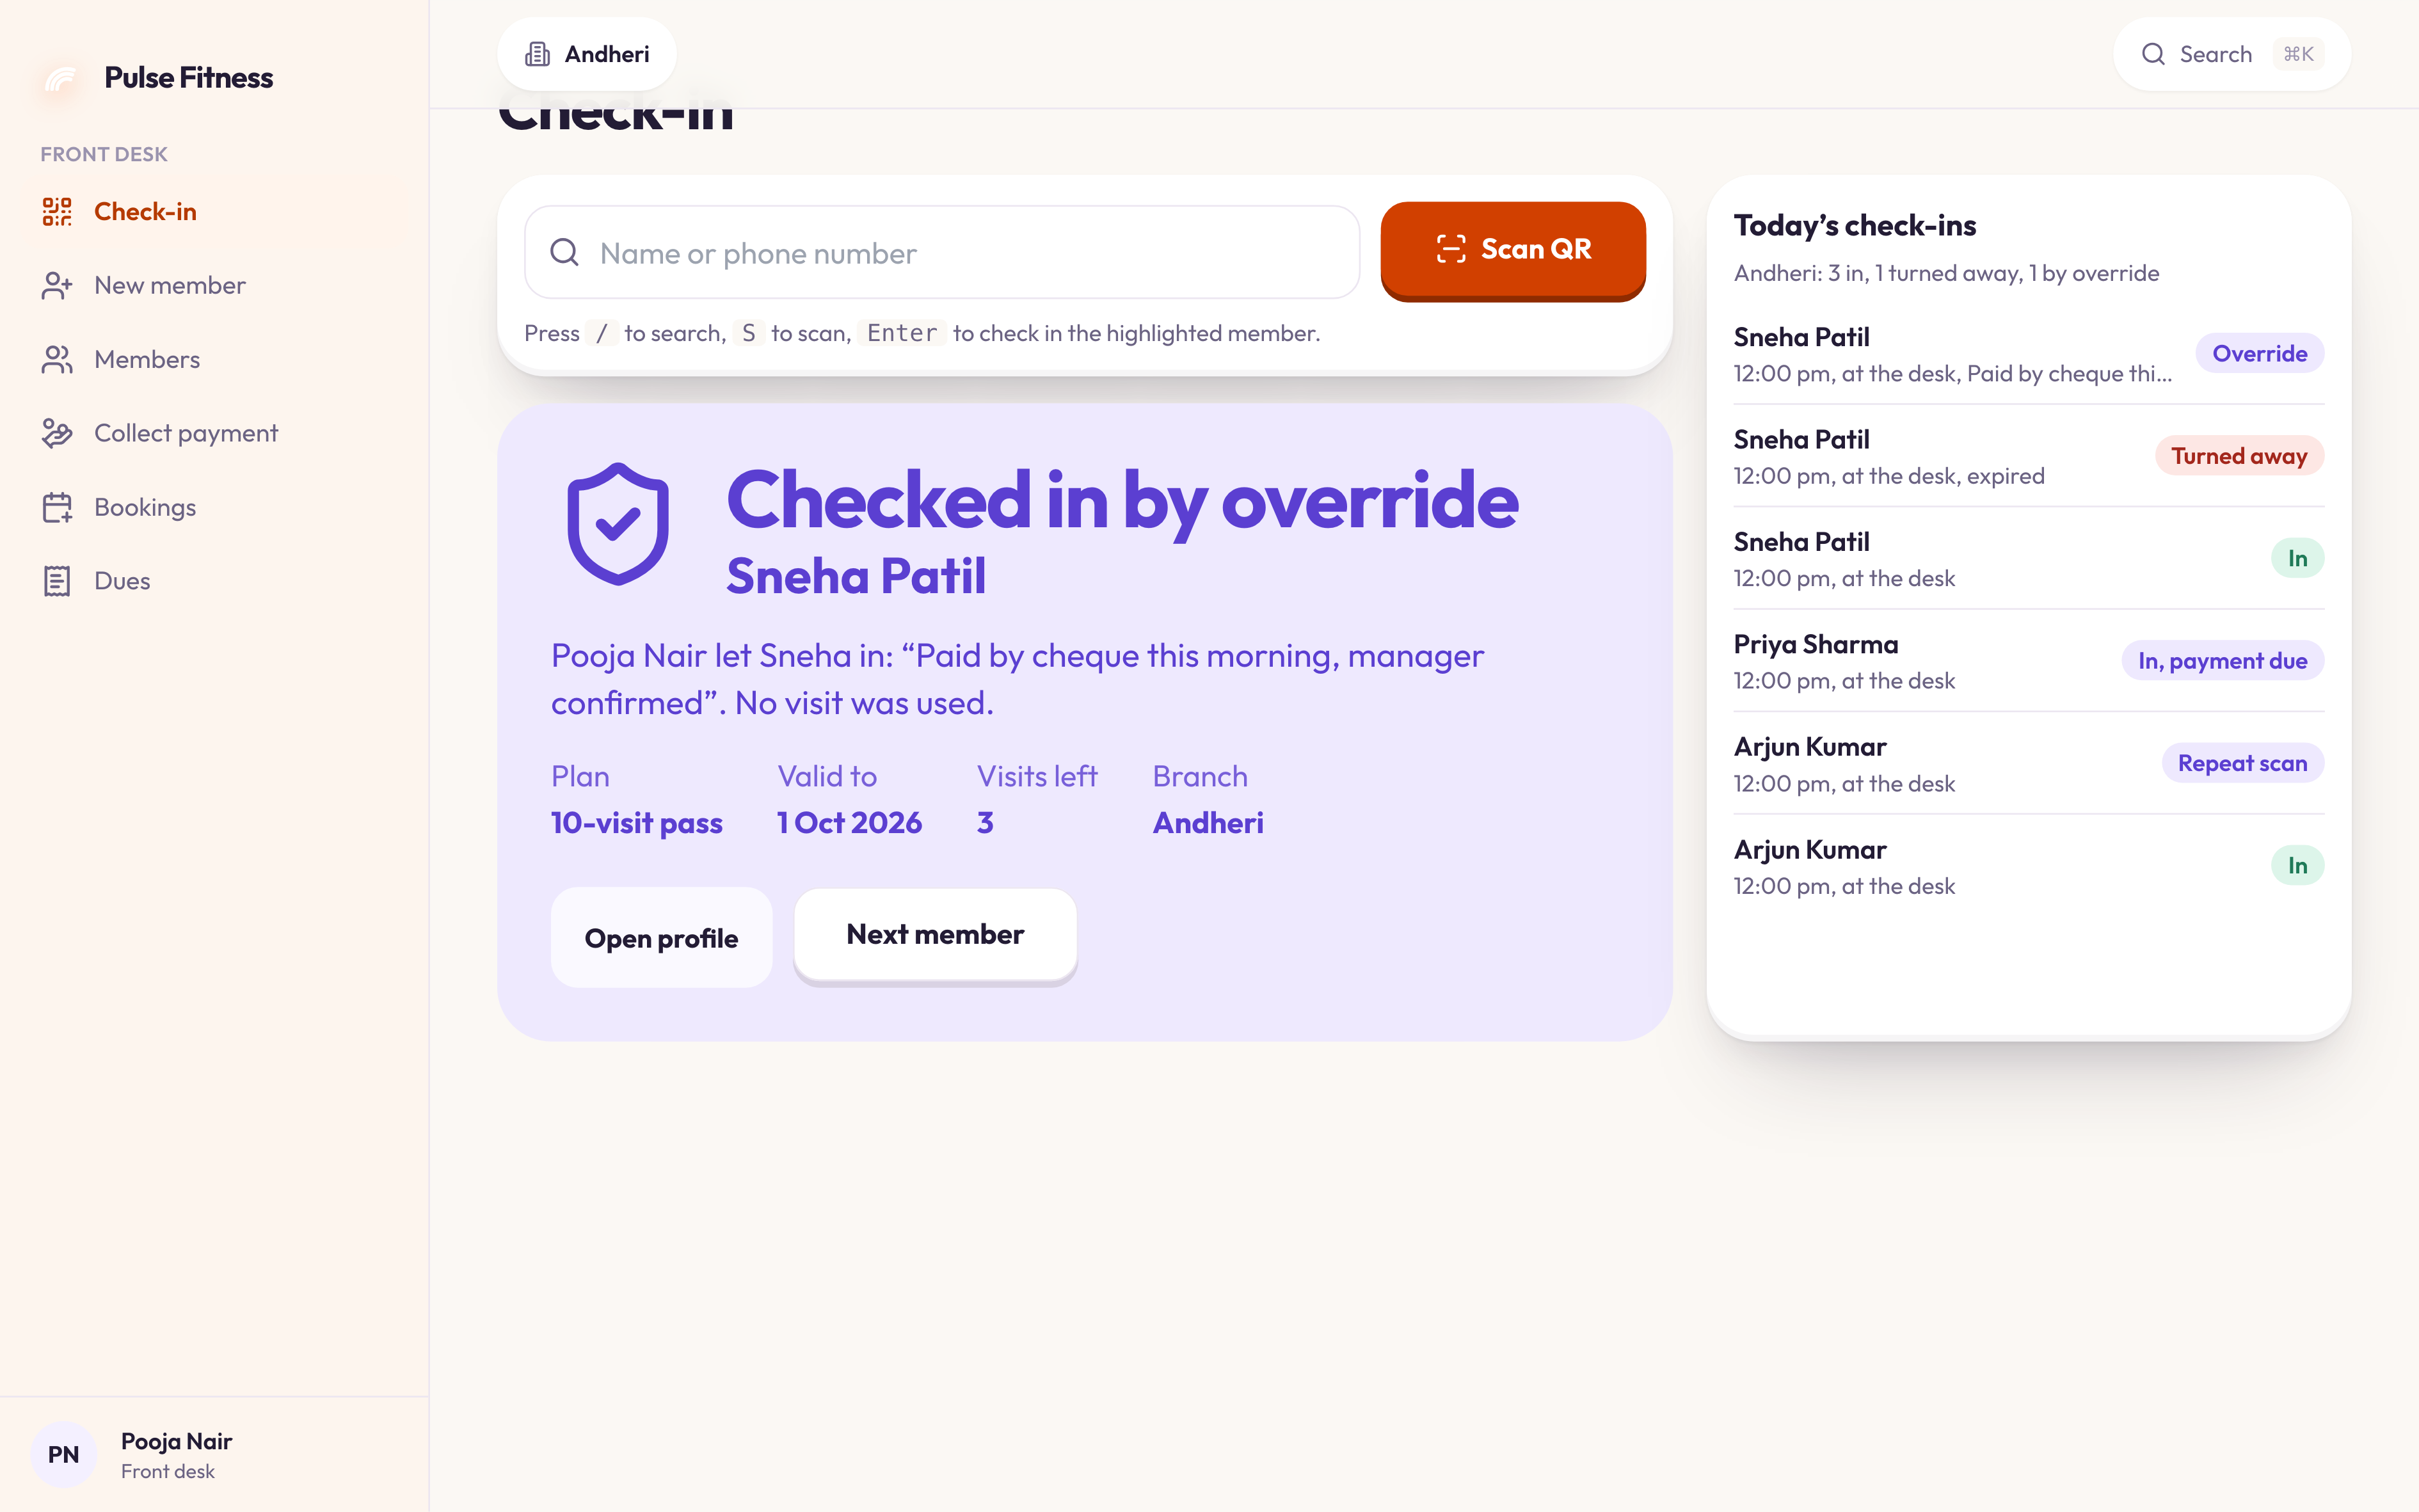 Pulse Fitness
FRONT DESK
Check-in
New member
Members
Collect payment
Bookings
Dues
PN
Pooja Nair
Front desk
Andheri
Search ⌘K
Check-in
Name or phone number
Scan QR
Press / to search, S to scan, Enter to check in the highlighted member.
Checked in by override
Sneha Patil
Pooja Nair let Sneha in: “Paid by cheque this morning, manager
confirmed”. No visit was used.
Plan Valid to Visits left Branch
10-visit pass 1 Oct 2026 3 Andheri
Open profile
Next member
Today’s check-ins
Andheri: 3 in, 1 turned away, 1 by override
Sneha Patil
12:00 pm, at the desk, Paid by cheque thi...
Override
Sneha Patil
12:00 pm, at the desk, expired
Turned away
Sneha Patil
12:00 pm, at the desk
In
Priya Sharma
12:00 pm, at the desk
In, payment due
Arjun Kumar
12:00 pm, at the desk
Repeat scan
Arjun Kumar
12:00 pm, at the desk
In